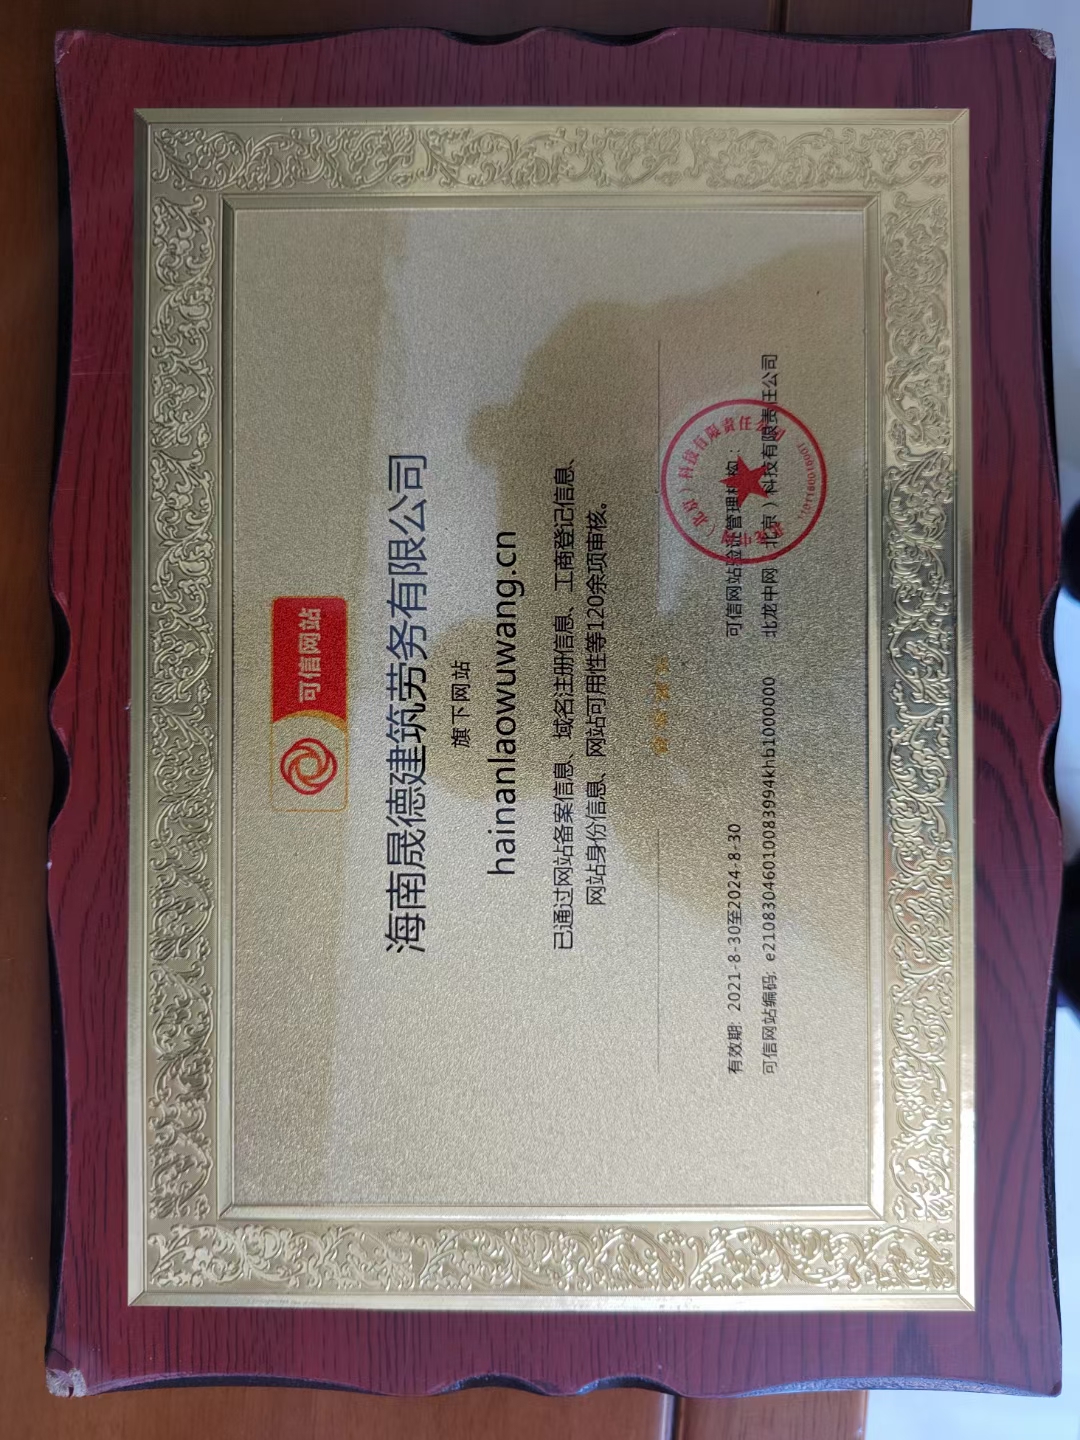 可信网站
海南晟德建筑劳务有限公司
旗下网站
hainanlaowuwang.cn
已通过网站备案信息、域名注册信息、工商登记信息、
网站身份信息、网站可用性等120余项审核。
有效期: 2021-8-30至2024-8-30
可信网站编码: e21083046010083994khb1000000
可信网站验证管理机构：
北龙中网（北京）科技有限责任公司